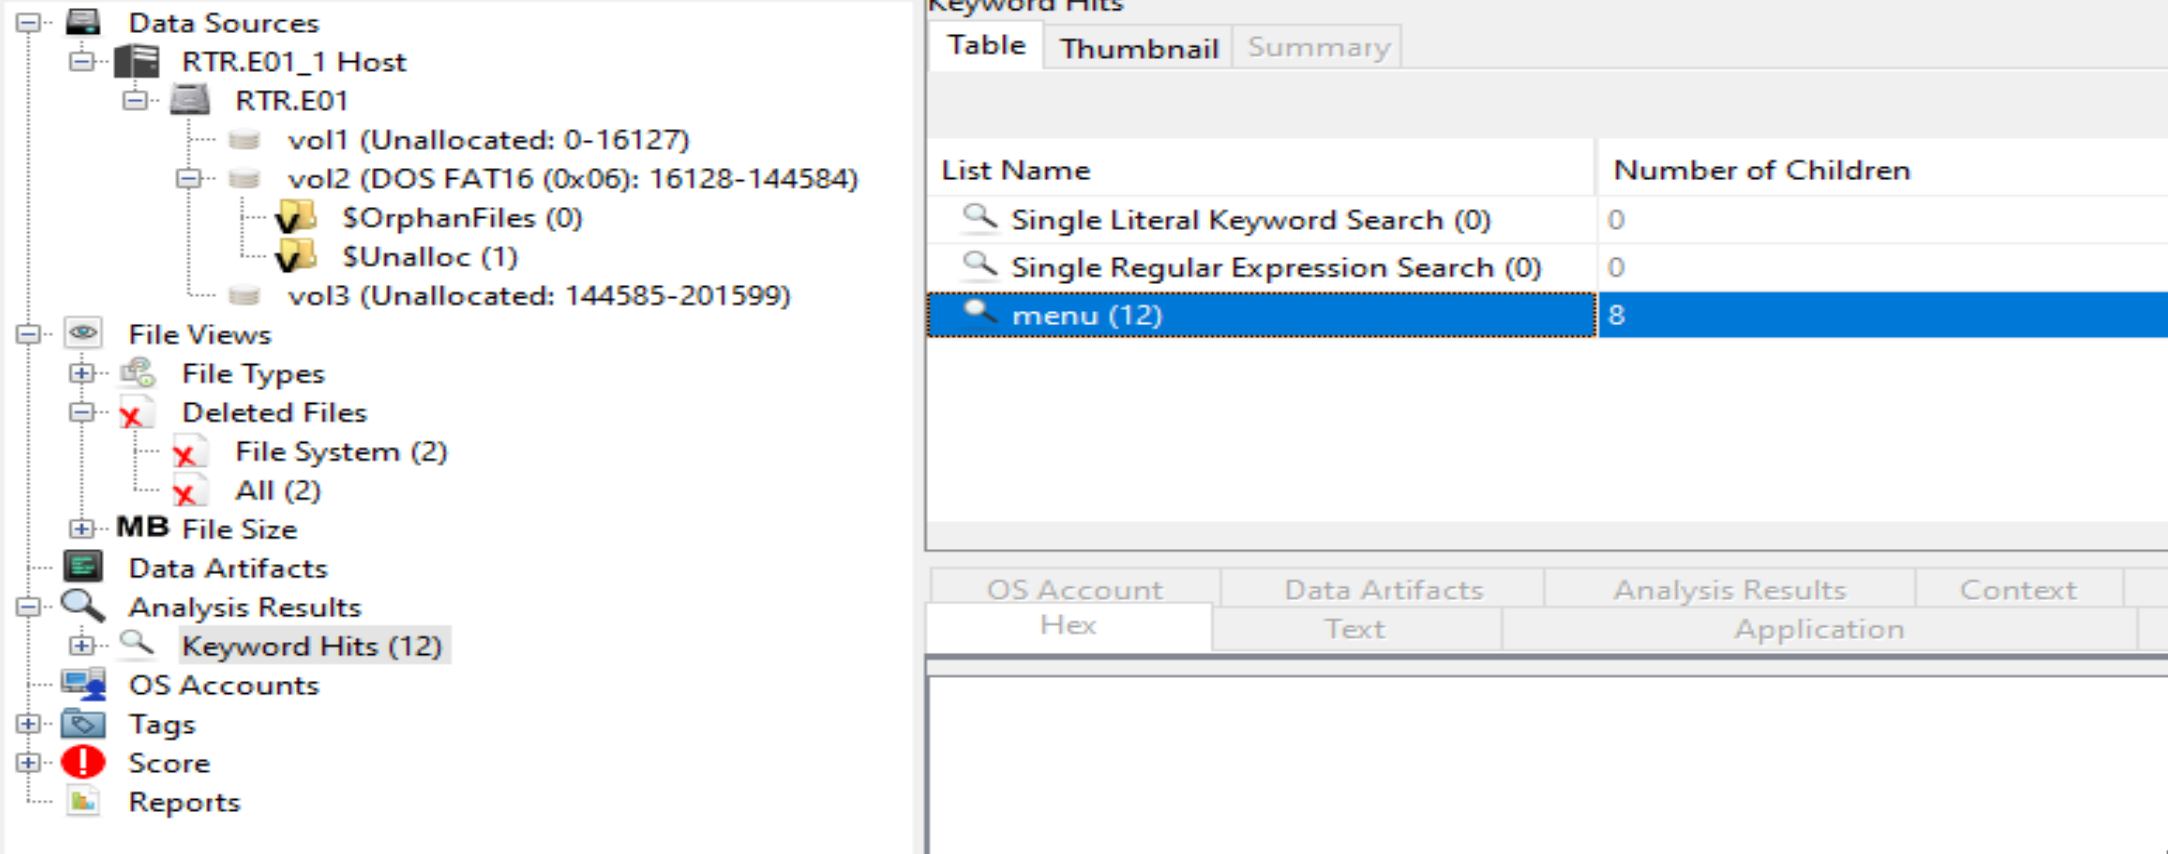 Data Sources
RTR.E01_1 Host
RTR.E01
vol1 (Unallocated: 0-16127)
vol2 (DOS FAT16 (0x06): 16128-144584)
$OrphanFiles (0)
$Unalloc (1)
vol3 (Unallocated: 144585-201599)
File Views
File Types
Deleted Files
File System (2)
All (2)
MB File Size
Data Artifacts
Analysis Results
Keyword Hits (12)
OS Accounts
Tags
Score
Reports
Keyword Hits
Table Thumbnail Summary
List Name Number of Children
Single Literal Keyword Search (0) 0
Single Regular Expression Search (0) 0
menu (12) 8
OS Account Data Artifacts Analysis Results Context
Hex Text Application